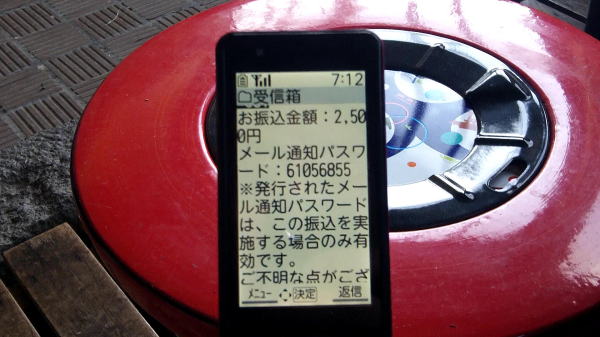 7:12
受信箱
お振込金額：2,50
0円
メール通知パスワ
ード：61056855
※発行されたメー
ル通知パスワード
は、この振込を実
施する場合のみ有
効です。
ご不明な点がござ
メニュー 決定 返信